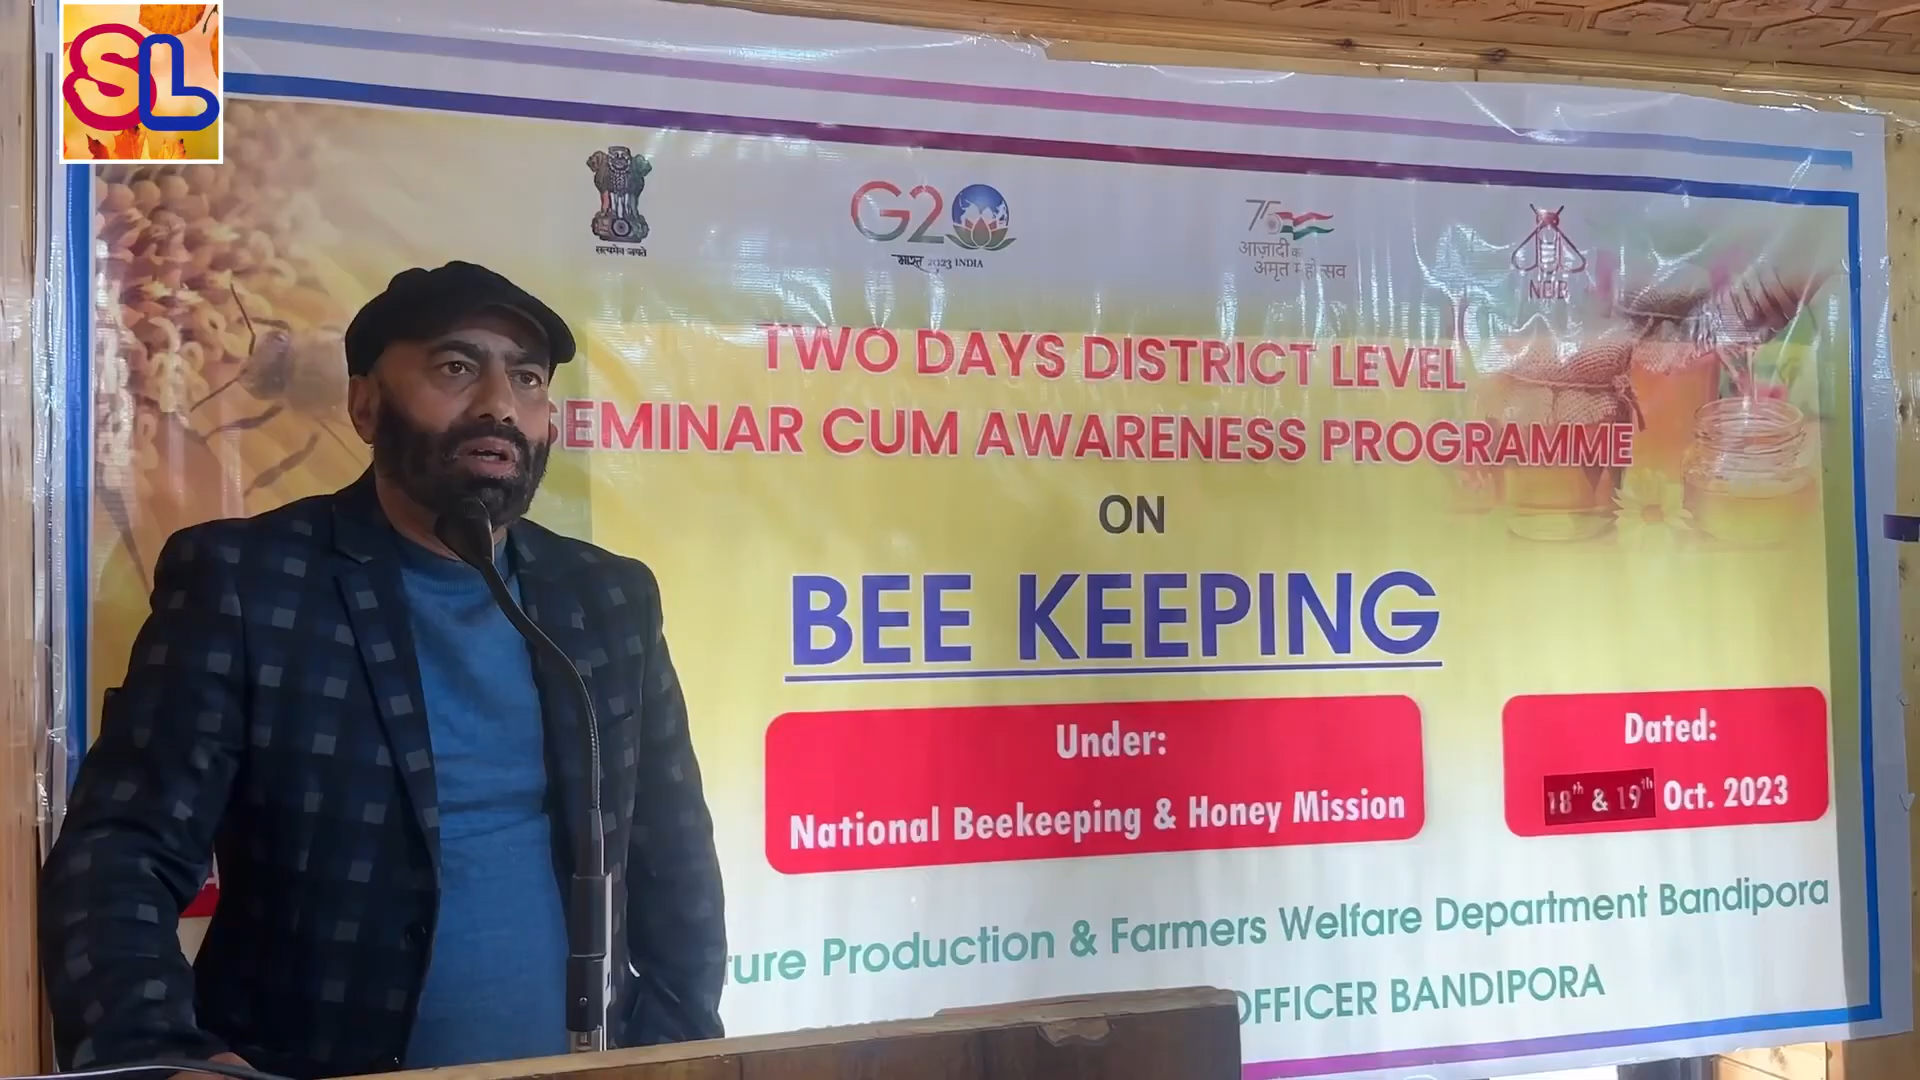 SL
सत्यमेव जयते
G20
भारत 2023 INDIA
75
आज़ादी का
अमृत महोत्सव
NBB
TWO DAYS DISTRICT LEVEL
SEMINAR CUM AWARENESS PROGRAMME
ON
BEE KEEPING
Under:
National Beekeeping & Honey Mission
Dated:
18th & 19th Oct. 2023
Production & Farmers Welfare Department Bandipora
OFFICER BANDIPORA